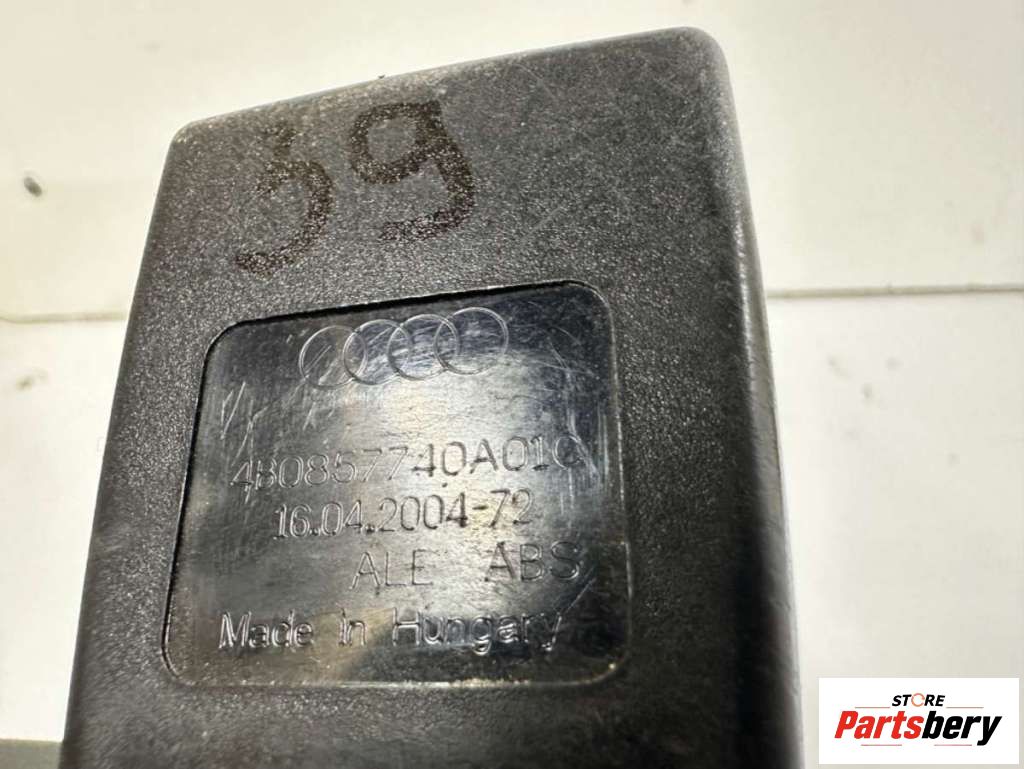 39
4B0857740A01C
16.04.2004-72
ALE ABS
Made In Hungary
STORE
Partsbery